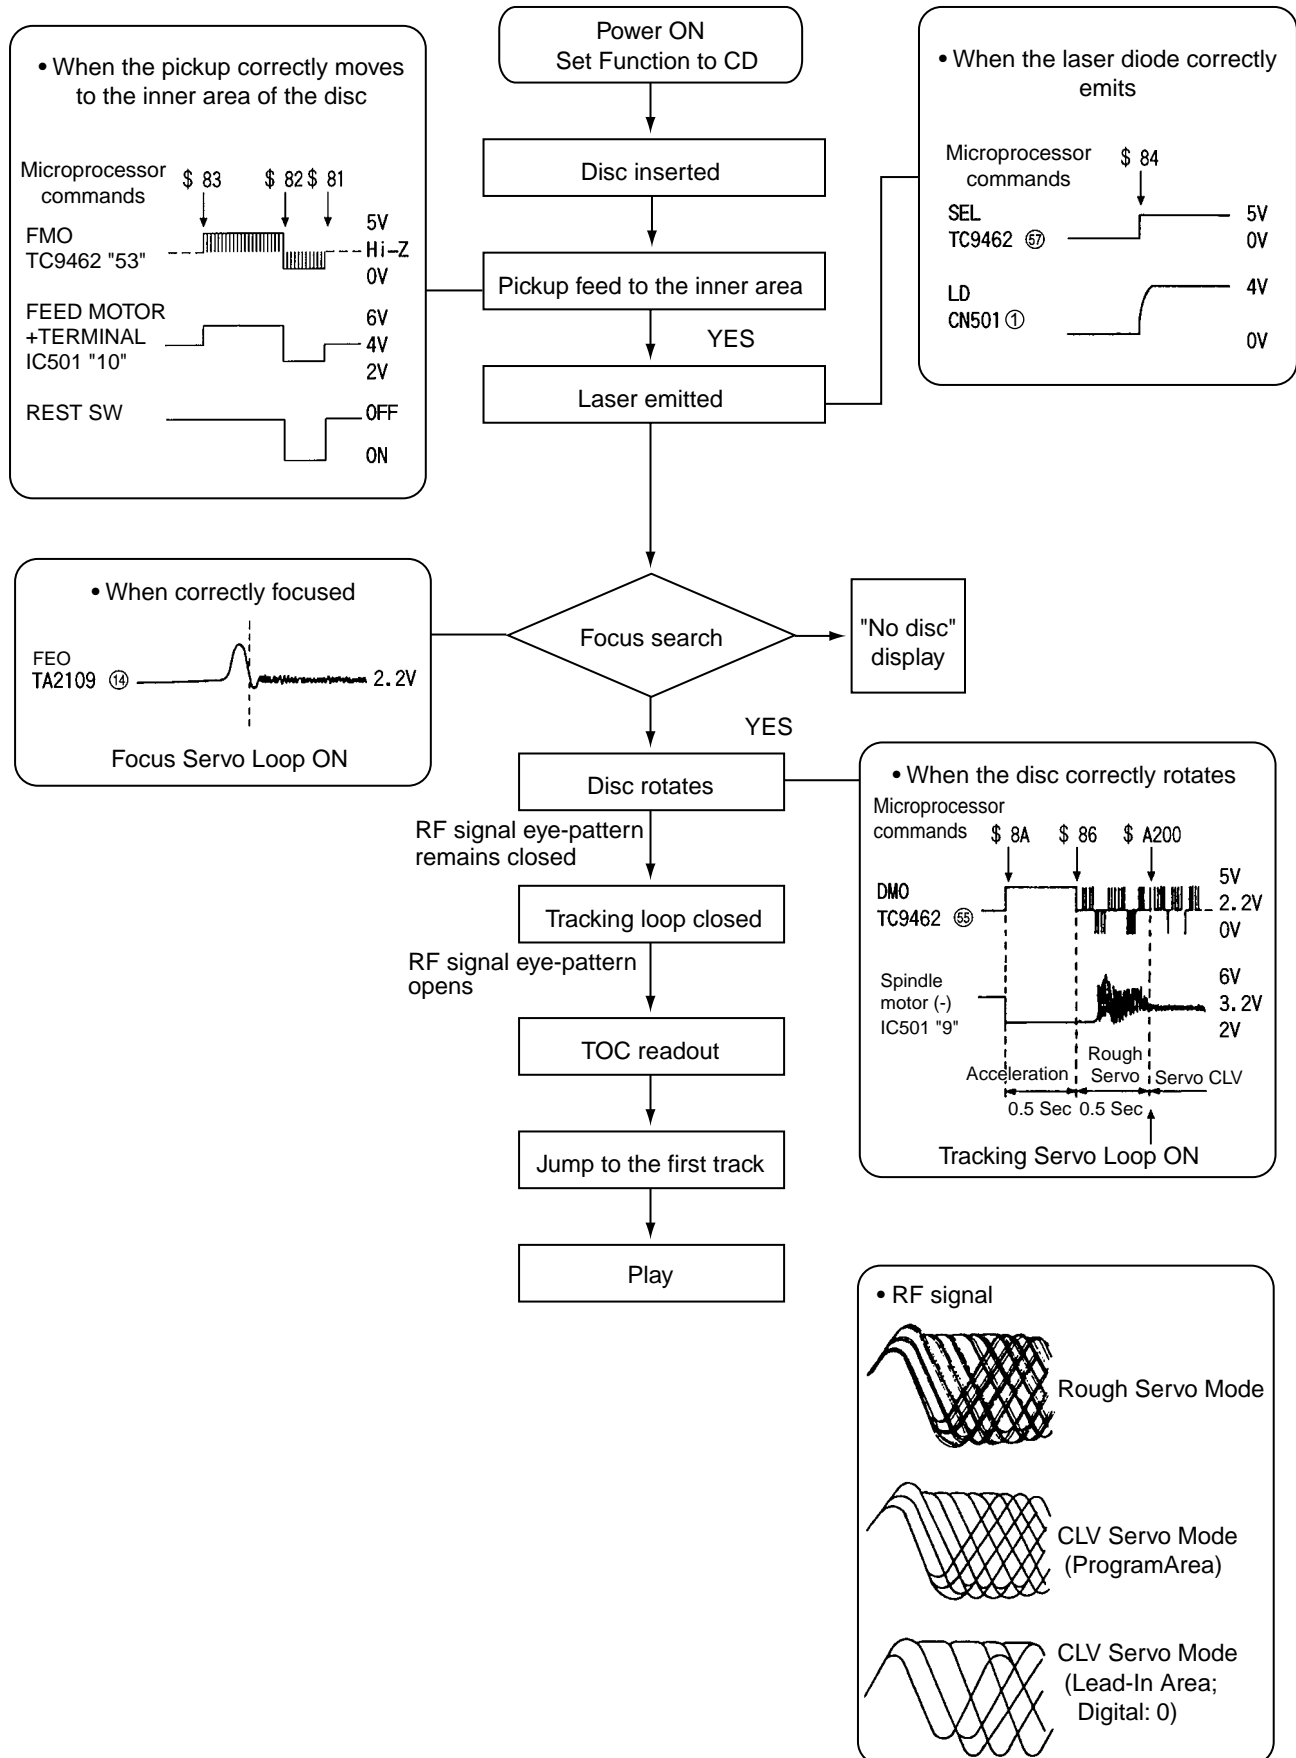 Power ON
Set Function to CD
Disc inserted
Pickup feed to the inner area
YES
Laser emitted
Focus search
"No disc"
display
YES
Disc rotates
RF signal eye-pattern
remains closed
Tracking loop closed
RF signal eye-pattern
opens
TOC readout
Jump to the first track
Play
• When the pickup correctly moves
to the inner area of the disc
Microprocessor
commands
$ 83
$ 82
$ 81
FMO
TC9462 "53"
5V
Hi-Z
0V
FEED MOTOR
+TERMINAL
IC501 "10"
6V
4V
2V
REST SW
OFF
ON
• When the laser diode correctly
emits
Microprocessor
commands
$ 84
SEL
TC9462 57
5V
0V
LD
CN501 1
4V
0V
• When correctly focused
FEO
TA2109 14
2.2V
Focus Servo Loop ON
• When the disc correctly rotates
Microprocessor
commands
$ 8A
$ 86
$ A200
DMO
TC9462 55
5V
2.2V
0V
Spindle
motor (-)
IC501 "9"
6V
3.2V
2V
Acceleration
Rough
Servo
Servo CLV
0.5 Sec
0.5 Sec
Tracking Servo Loop ON
• RF signal
Rough Servo Mode
CLV Servo Mode
(ProgramArea)
CLV Servo Mode
(Lead-In Area;
Digital: 0)